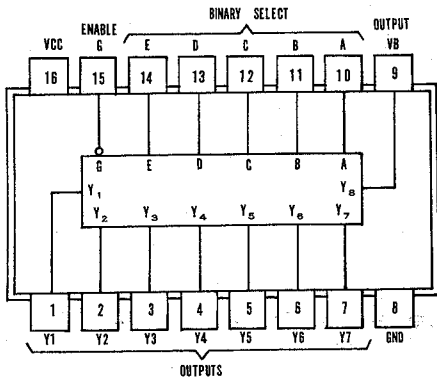 BINARY SELECT
ENABLE OUTPUT
VCC G E D C B A VB
16 15 14 13 12 11 10 9
G E D C B A
Y1 Y8
Y2 Y3 Y4 Y5 Y6 Y7
1 2 3 4 5 6 7 8
Y1 Y2 Y3 Y4 Y5 Y6 Y7 GND
OUTPUTS